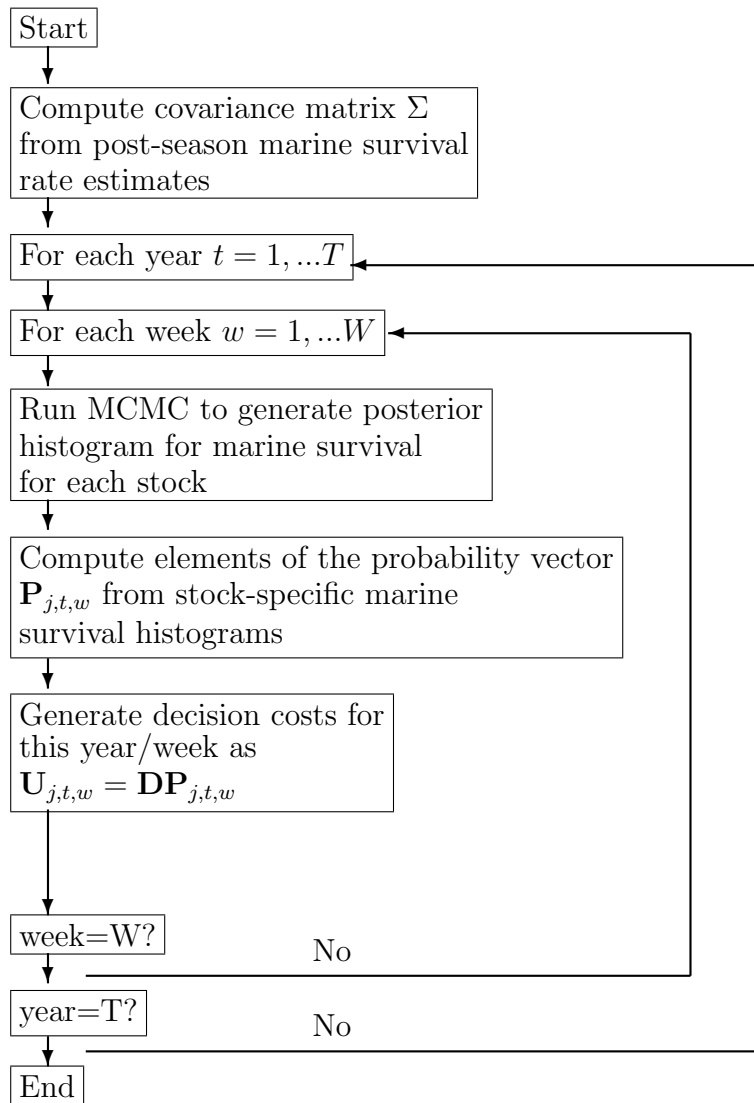 Start
Compute covariance matrix Σ
from post-season marine survival
rate estimates
For each year t = 1, ...T
For each week w = 1, ...W
Run MCMC to generate posterior
histogram for marine survival
for each stock
Compute elements of the probability vector
P_{j,t,w} from stock-specific marine
survival histograms
Generate decision costs for
this year/week as
U_{j,t,w} = DP_{j,t,w}
week=W?
No
year=T?
No
End